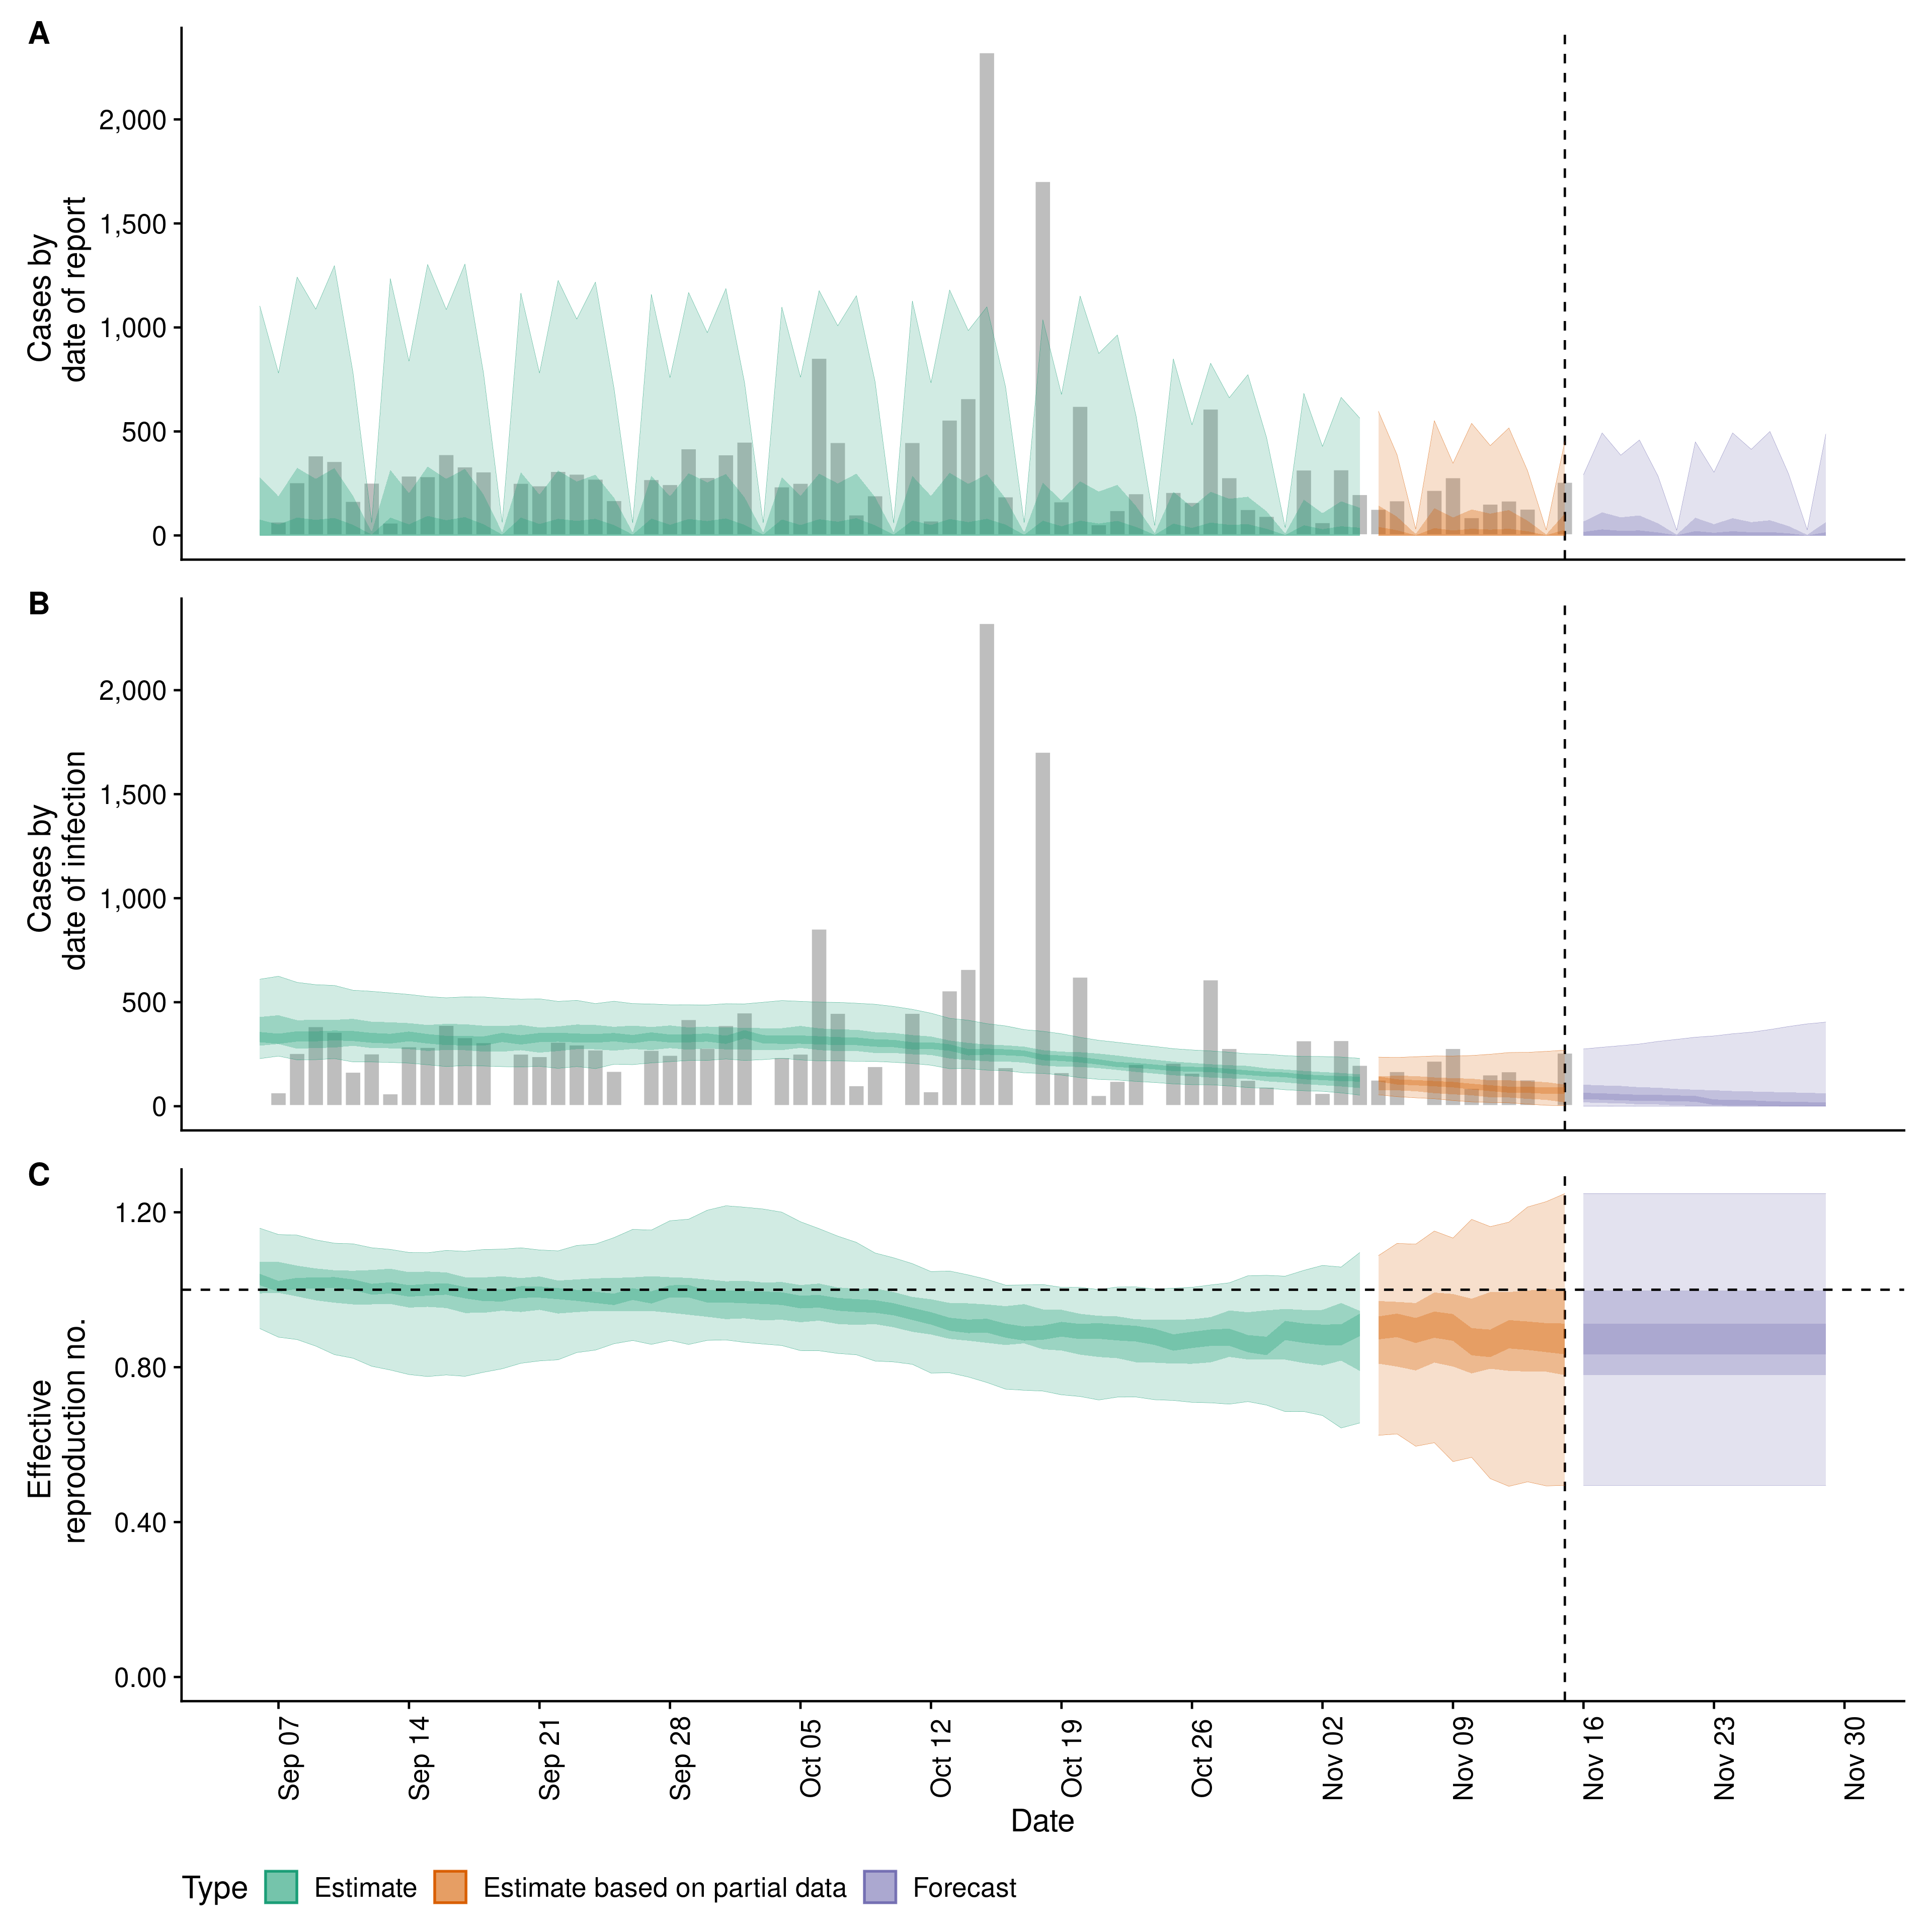 A
Cases by
date of report
2,000
1,500
1,000
500
0
B
Cases by
date of infection
2,000
1,500
1,000
500
0
C
Effective
reproduction no.
1.20
0.80
0.40
0.00
Sep 07
Sep 14
Sep 21
Sep 28
Oct 05
Oct 12
Oct 19
Oct 26
Nov 02
Nov 09
Nov 16
Nov 23
Nov 30
Date
Type Estimate Estimate based on partial data Forecast